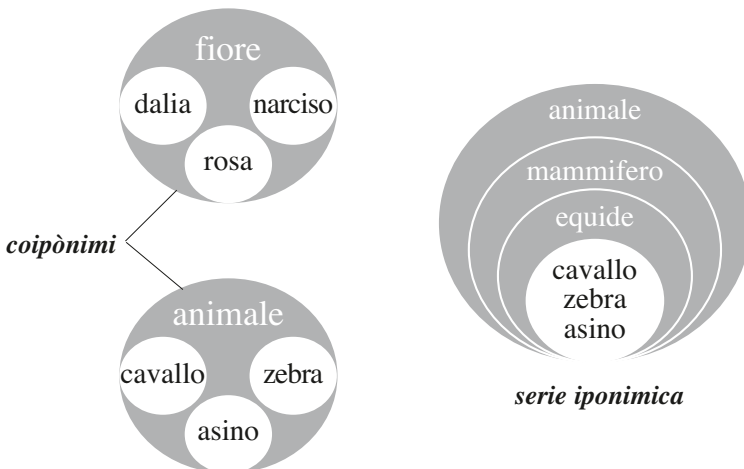 fiore
dalia narciso
rosa
coipònimi
animale
cavallo zebra
asino
animale
mammifero
equide
cavallo
zebra
asino
serie iponimica